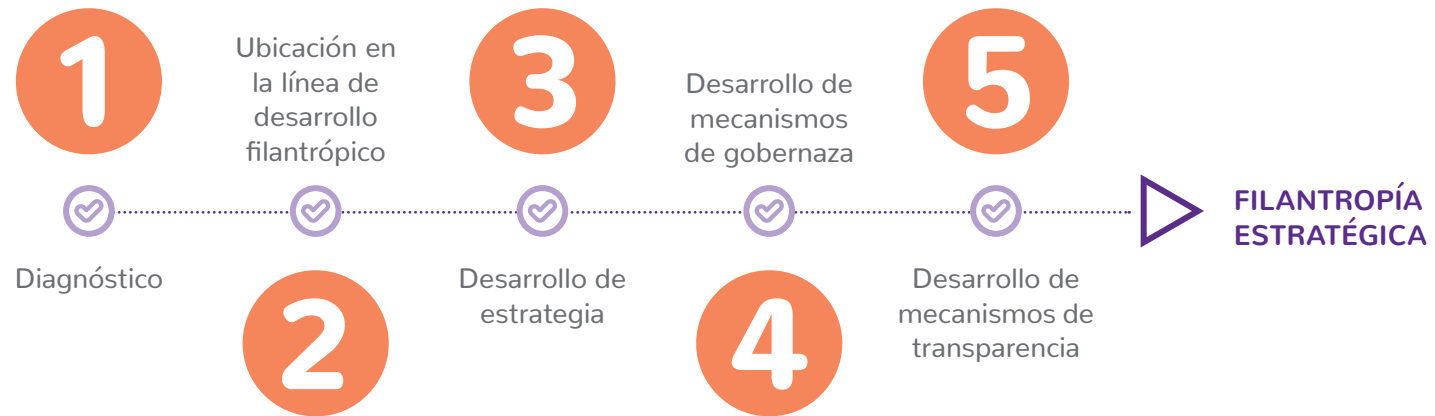 1
Diagnóstico
Ubicación en
la línea de
desarrollo
filantrópico
2
3
Desarrollo de
estrategia
Desarrollo de
mecanismos
de gobernaza
4
5
Desarrollo de
mecanismos de
transparencia
FILANTROPÍA
ESTRATÉGICA